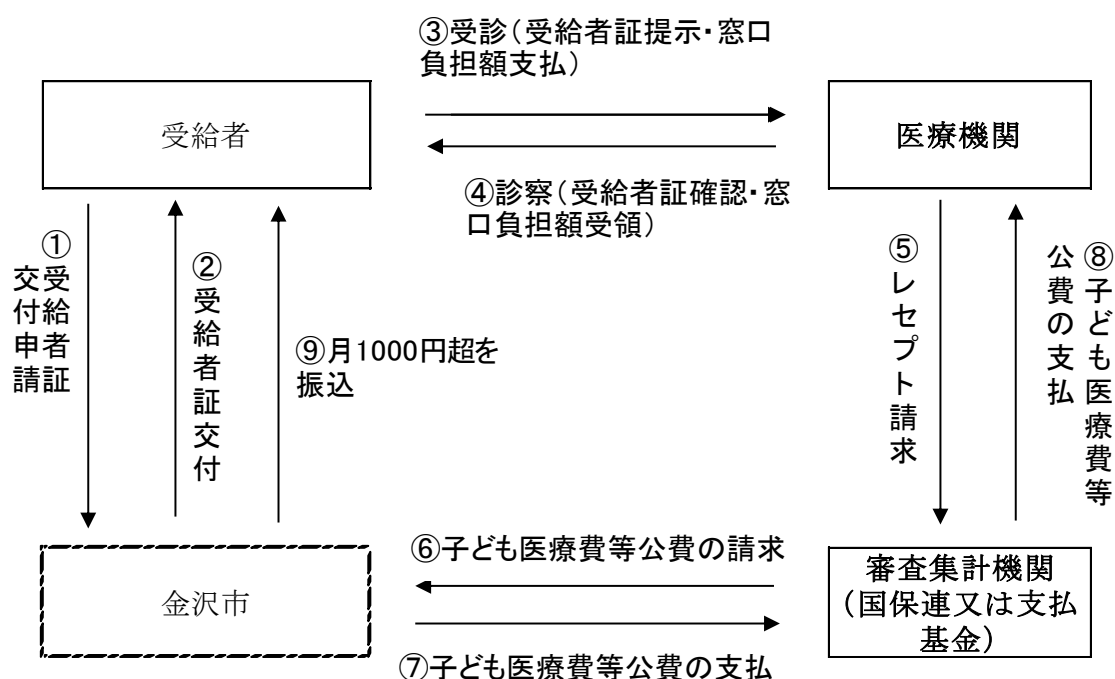 ③受診（受給者証提示・窓口
負担額支払）
受給者
医療機関
④診察（受給者証確認・窓
口負担額受領）
①受給者証
交付申請
②受給者証交付
⑨月1000円超を
振込
⑤レセプト請求
⑧子ども医療費等
公費の支払
⑥子ども医療費等公費の請求
金沢市
審査集計機関
（国保連又は支払
基金）
⑦子ども医療費等公費の支払